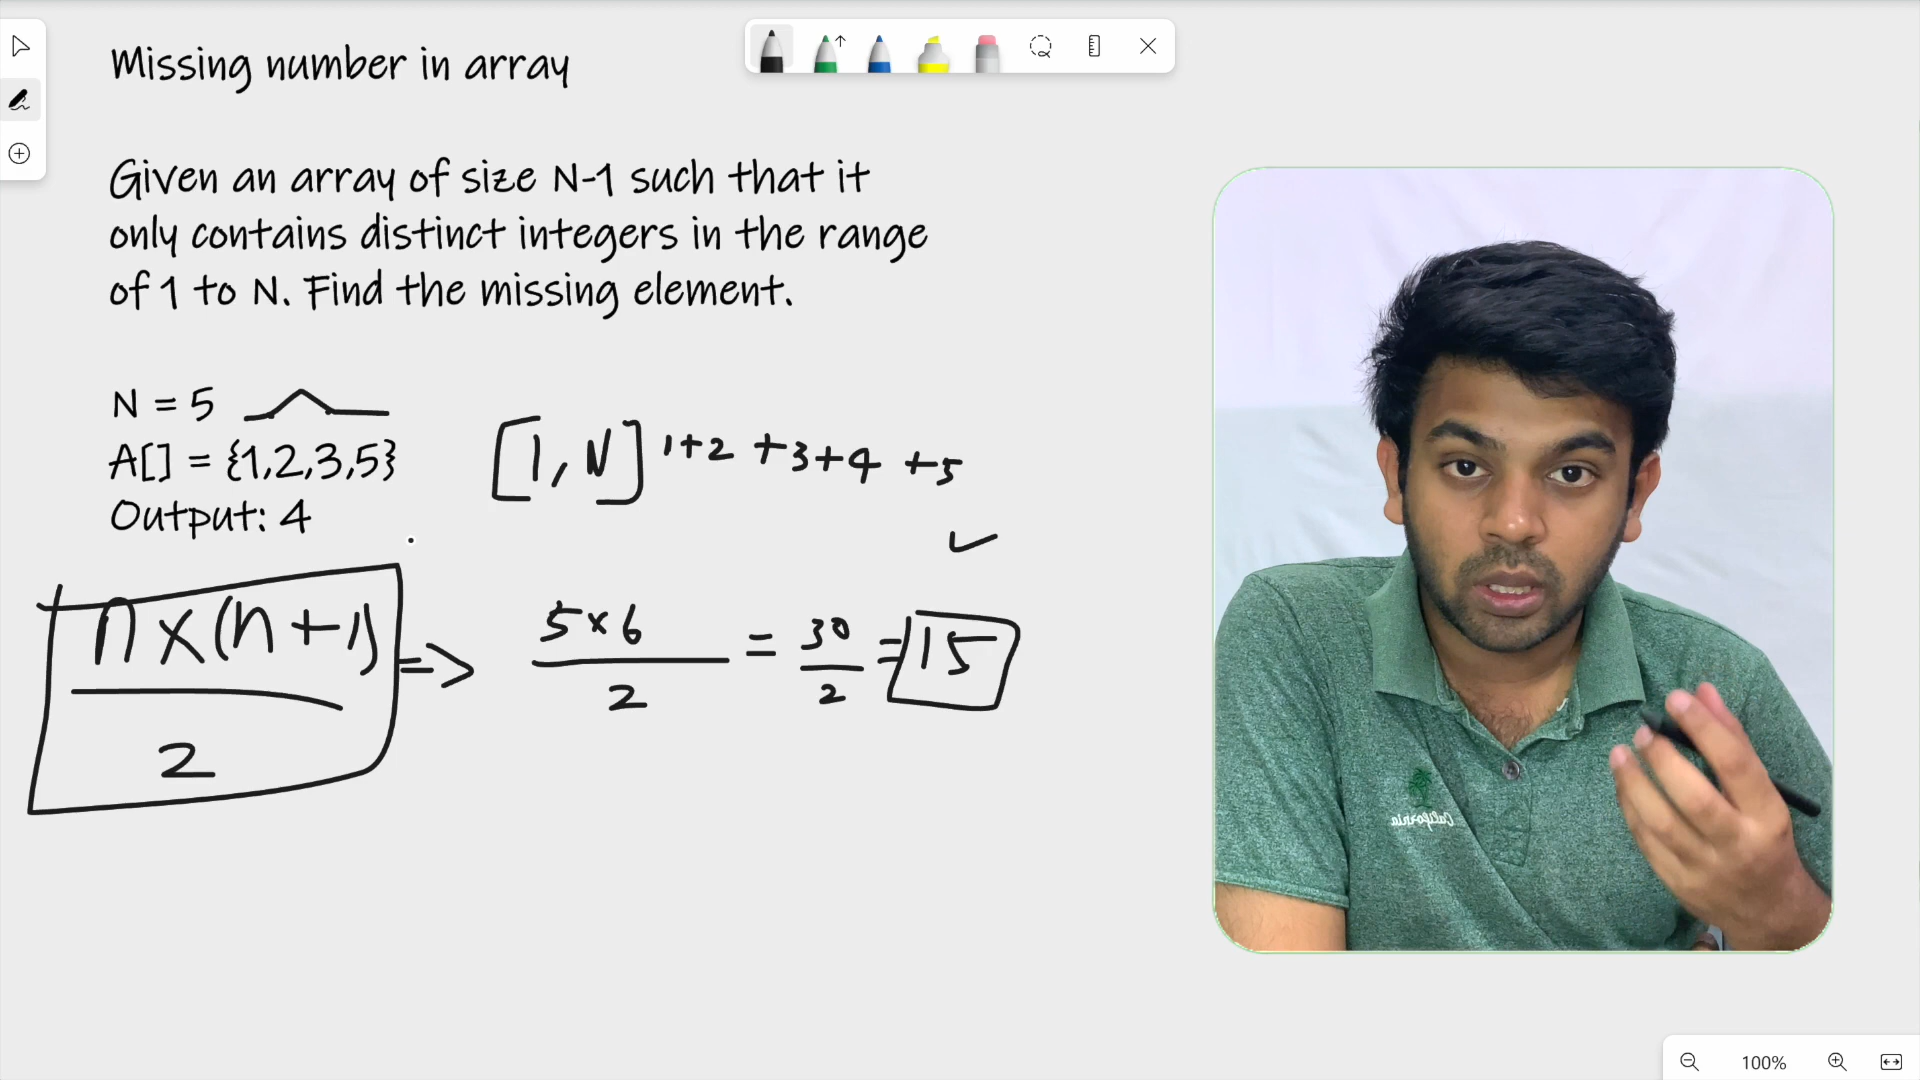 Missing number in array
Given an array of size N-1 such that it
only contains distinct integers in the range
of 1 to N. Find the missing element.
N = 5
A[] = {1,2,3,5}
Output: 4
[1, N] 1+2 +3+4 +5
n x (n+1)
2
=> 5 x 6
2
= 30
2
= 15
California
100%